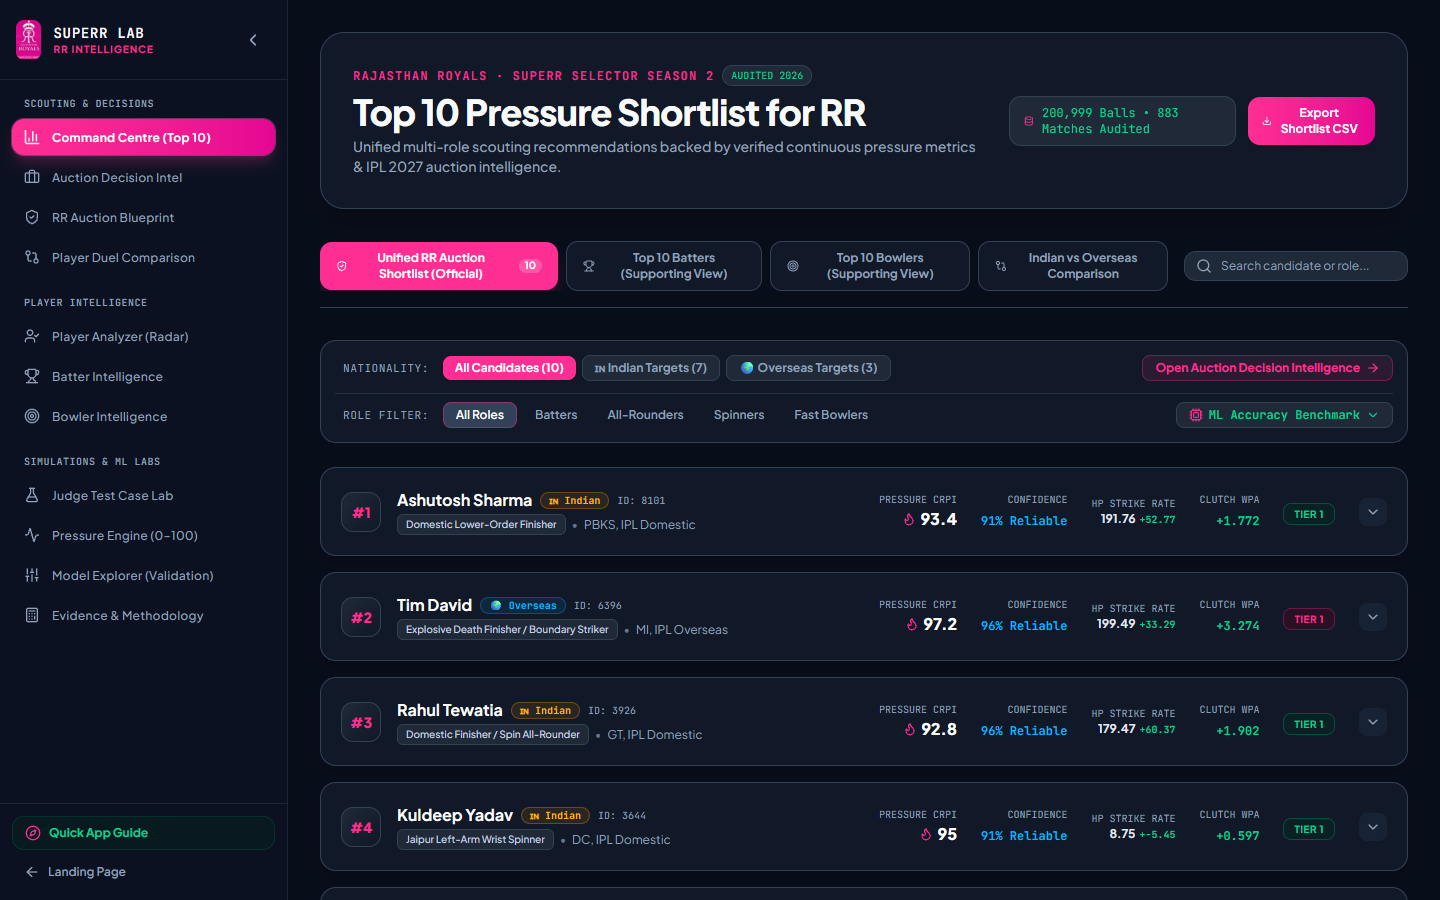 SUPERR LAB
RR INTELLIGENCE
SCOUTING & DECISIONS
Command Centre (Top 10)
Auction Decision Intel
RR Auction Blueprint
Player Duel Comparison
PLAYER INTELLIGENCE
Player Analyzer (Radar)
Batter Intelligence
Bowler Intelligence
SIMULATIONS & ML LABS
Judge Test Case Lab
Pressure Engine (0–100)
Model Explorer (Validation)
Evidence & Methodology
Quick App Guide
Landing Page
RAJASTHAN ROYALS · SUPERR SELECTOR SEASON 2 AUDITED 2026
Top 10 Pressure Shortlist for RR
Unified multi-role scouting recommendations backed by verified continuous pressure metrics
& IPL 2027 auction intelligence.
200,999 Balls • 883
Matches Audited
Export
Shortlist CSV
Unified RR Auction
Shortlist (Official)
10
Top 10 Batters
(Supporting View)
Top 10 Bowlers
(Supporting View)
Indian vs Overseas
Comparison
Search candidate or role...
NATIONALITY: All Candidates (10) IN Indian Targets (7) Overseas Targets (3) Open Auction Decision Intelligence →
ROLE FILTER: All Roles Batters All-Rounders Spinners Fast Bowlers ML Accuracy Benchmark
#1
Ashutosh Sharma IN Indian ID: 8101
Domestic Lower-Order Finisher • PBKS, IPL Domestic
PRESSURE CRPI
93.4
CONFIDENCE
91% Reliable
HP STRIKE RATE
191.76 +52.77
CLUTCH WPA
+1.772
TIER 1
#2
Tim David Overseas ID: 6396
Explosive Death Finisher / Boundary Striker • MI, IPL Overseas
PRESSURE CRPI
97.2
CONFIDENCE
96% Reliable
HP STRIKE RATE
199.49 +33.29
CLUTCH WPA
+3.274
TIER 1
#3
Rahul Tewatia IN Indian ID: 3926
Domestic Finisher / Spin All-Rounder • GT, IPL Domestic
PRESSURE CRPI
92.8
CONFIDENCE
96% Reliable
HP STRIKE RATE
179.47 +60.37
CLUTCH WPA
+1.902
TIER 1
#4
Kuldeep Yadav IN Indian ID: 3644
Jaipur Left-Arm Wrist Spinner • DC, IPL Domestic
PRESSURE CRPI
95
CONFIDENCE
91% Reliable
HP STRIKE RATE
8.75 +-5.45
CLUTCH WPA
+0.597
TIER 1